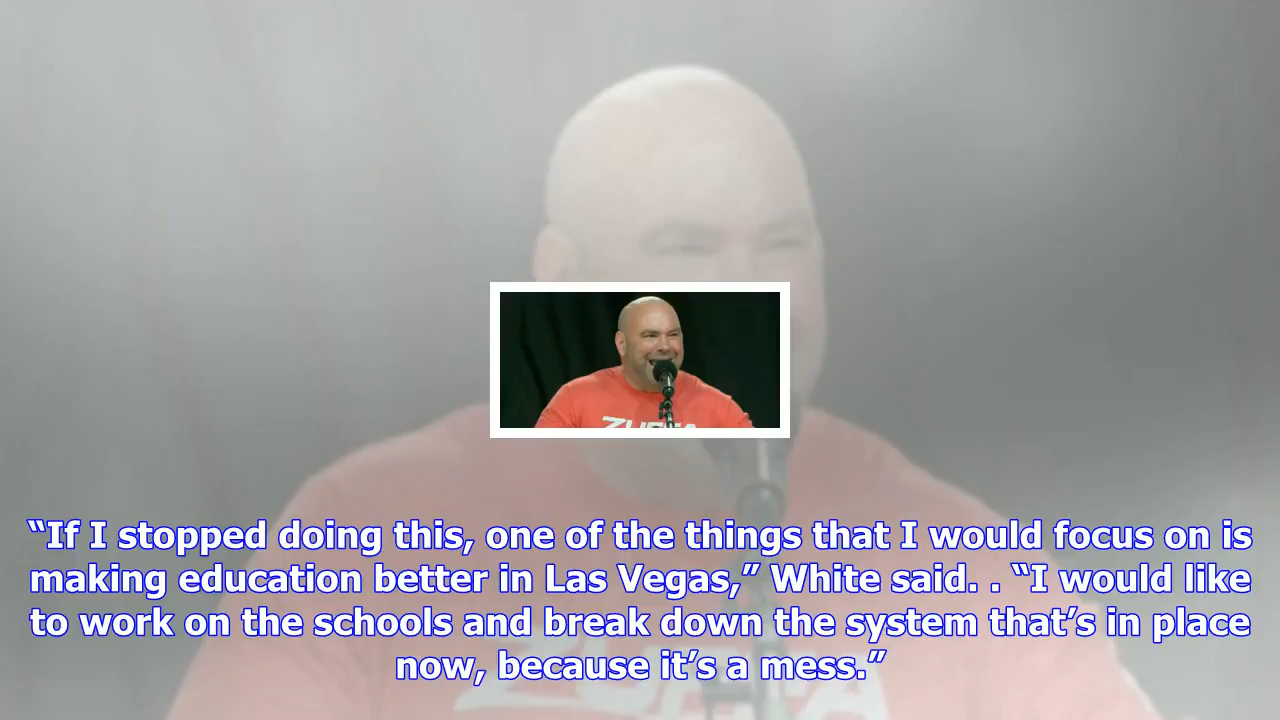 ZUFFA
“If I stopped doing this, one of the things that I would focus on is
making education better in Las Vegas,” White said. . “I would like
to work on the schools and break down the system that’s in place
now, because it’s a mess.”